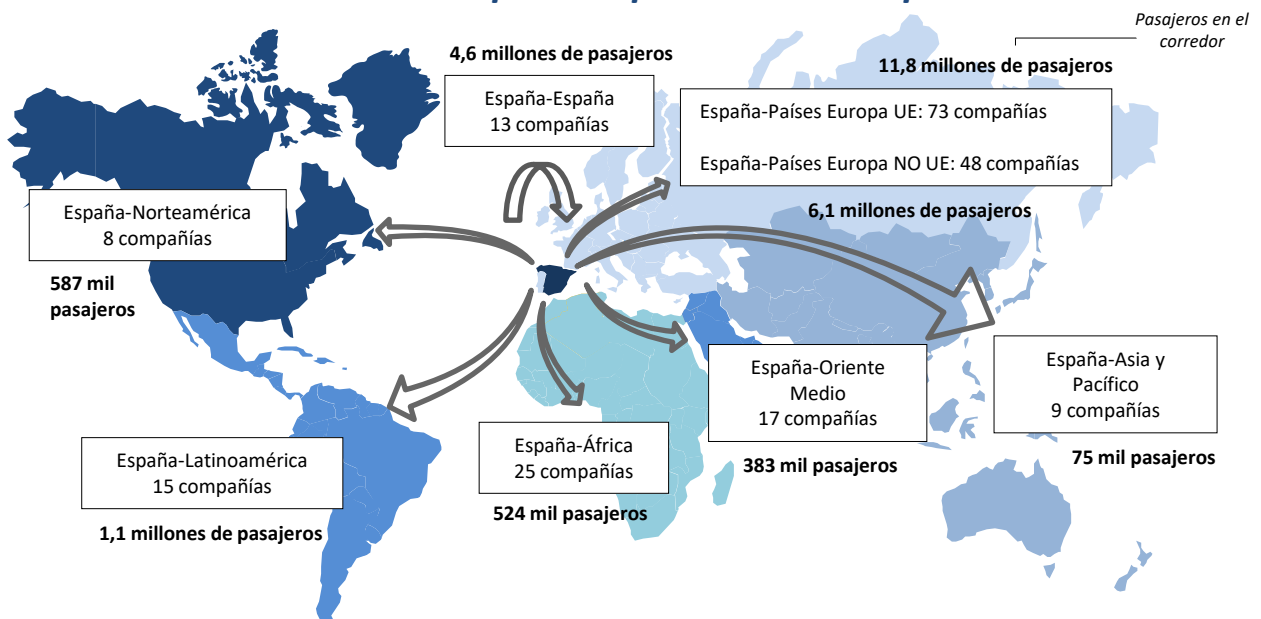 Pasajeros en el
corredor
4,6 millones de pasajeros
11,8 millones de pasajeros
España-España
13 compañías
España-Países Europa UE: 73 compañías
España-Países Europa NO UE: 48 compañías
6,1 millones de pasajeros
España-Norteamérica
8 compañías
587 mil
pasajeros
España-Oriente
Medio
17 compañías
383 mil pasajeros
España-Asia y
Pacífico
9 compañías
75 mil pasajeros
España-África
25 compañías
524 mil pasajeros
España-Latinoamérica
15 compañías
1,1 millones de pasajeros